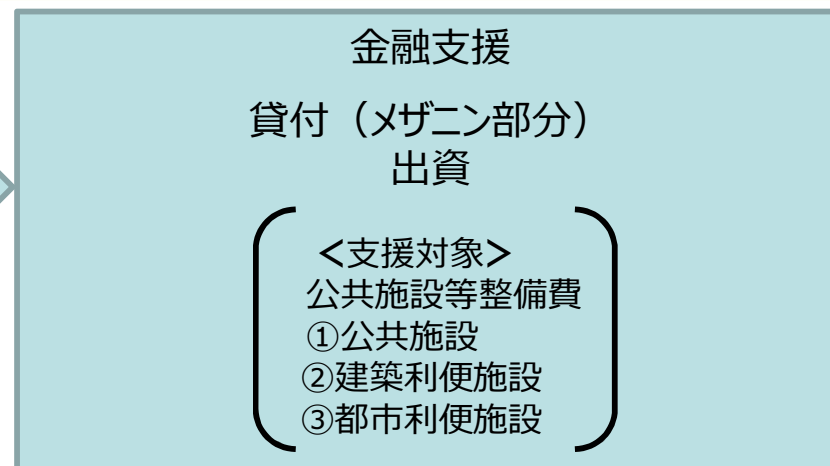 金融支援
貸付（メザニン部分）
出資
＜支援対象＞
公共施設等整備費
①公共施設
②建築利便施設
③都市利便施設